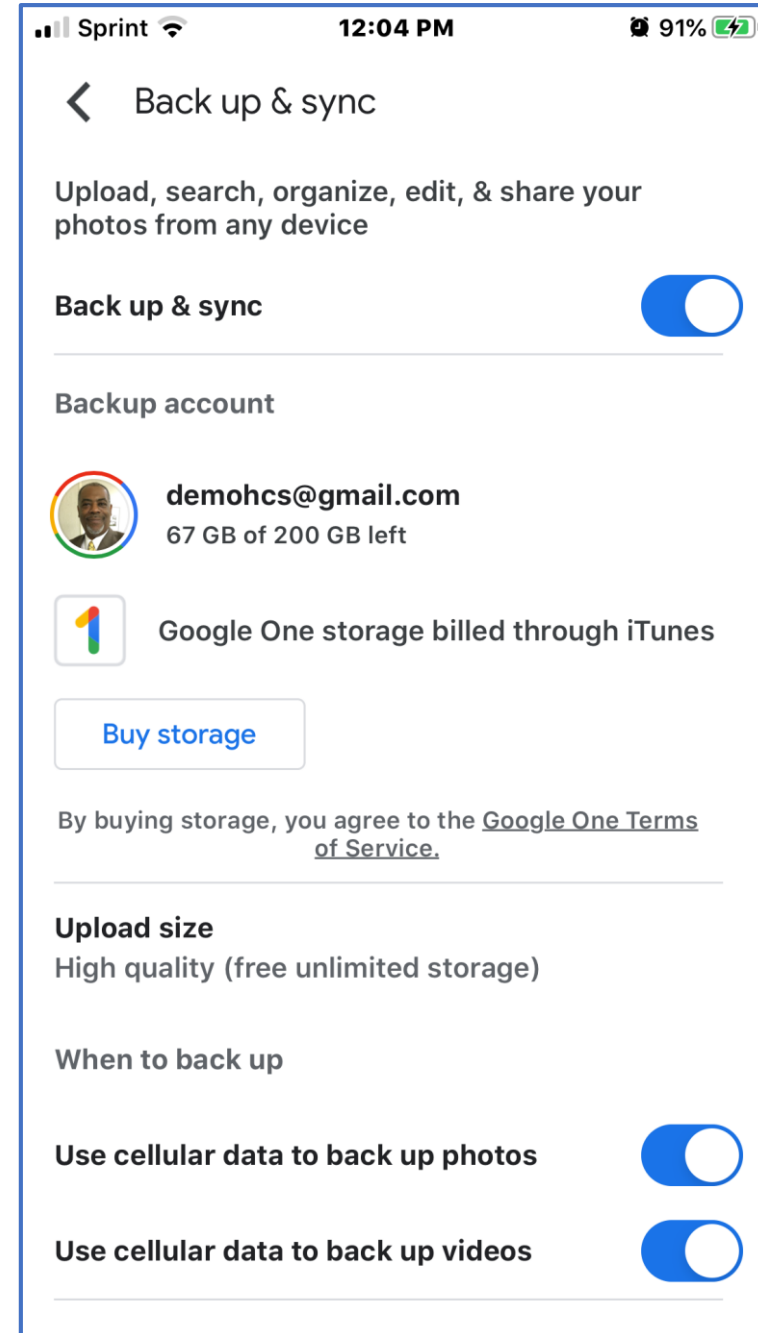 Sprint 12:04 PM 91%
Back up & sync
Upload, search, organize, edit, & share your
photos from any device
Back up & sync
Backup account
demohcs@gmail.com
67 GB of 200 GB left
Google One storage billed through iTunes
Buy storage
By buying storage, you agree to the Google One Terms
of Service.
Upload size
High quality (free unlimited storage)
When to back up
Use cellular data to back up photos
Use cellular data to back up videos